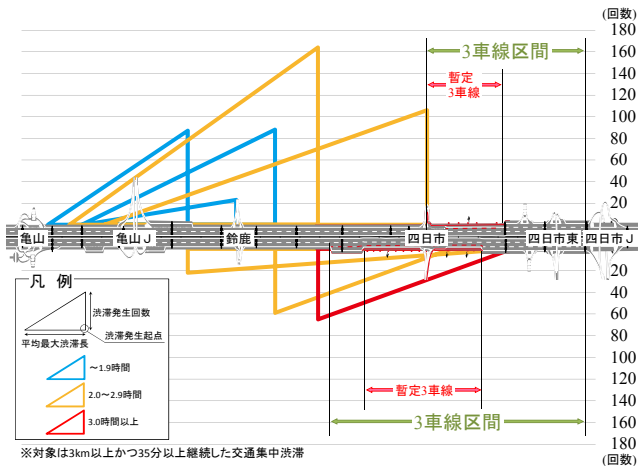 (回数)
180
160
140
120
100
80
60
40
20
3車線区間
暫定
3車線
亀山
亀山J
鈴鹿
四日市
四日市東
四日市J
20
40
60
80
100
120
140
160
180
(回数)
暫定3車線
3車線区間
凡 例
渋滞発生回数
渋滞発生起点
平均最大渋滞長
～1.9時間
2.0～2.9時間
3.0時間以上
※対象は3km以上かつ35分以上継続した交通集中渋滞